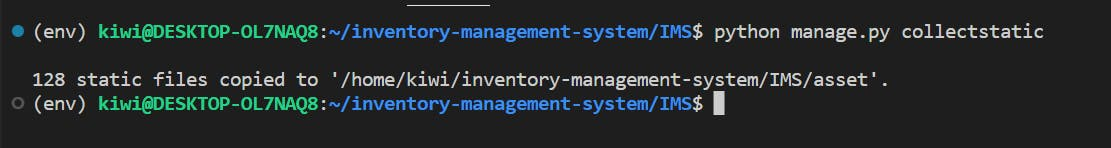 (env) kiwi@DESKTOP-OL7NAQ8:~/inventory-management-system/IMS$ python manage.py collectstatic
128 static files copied to '/home/kiwi/inventory-management-system/IMS/asset'.
(env) kiwi@DESKTOP-OL7NAQ8:~/inventory-management-system/IMS$